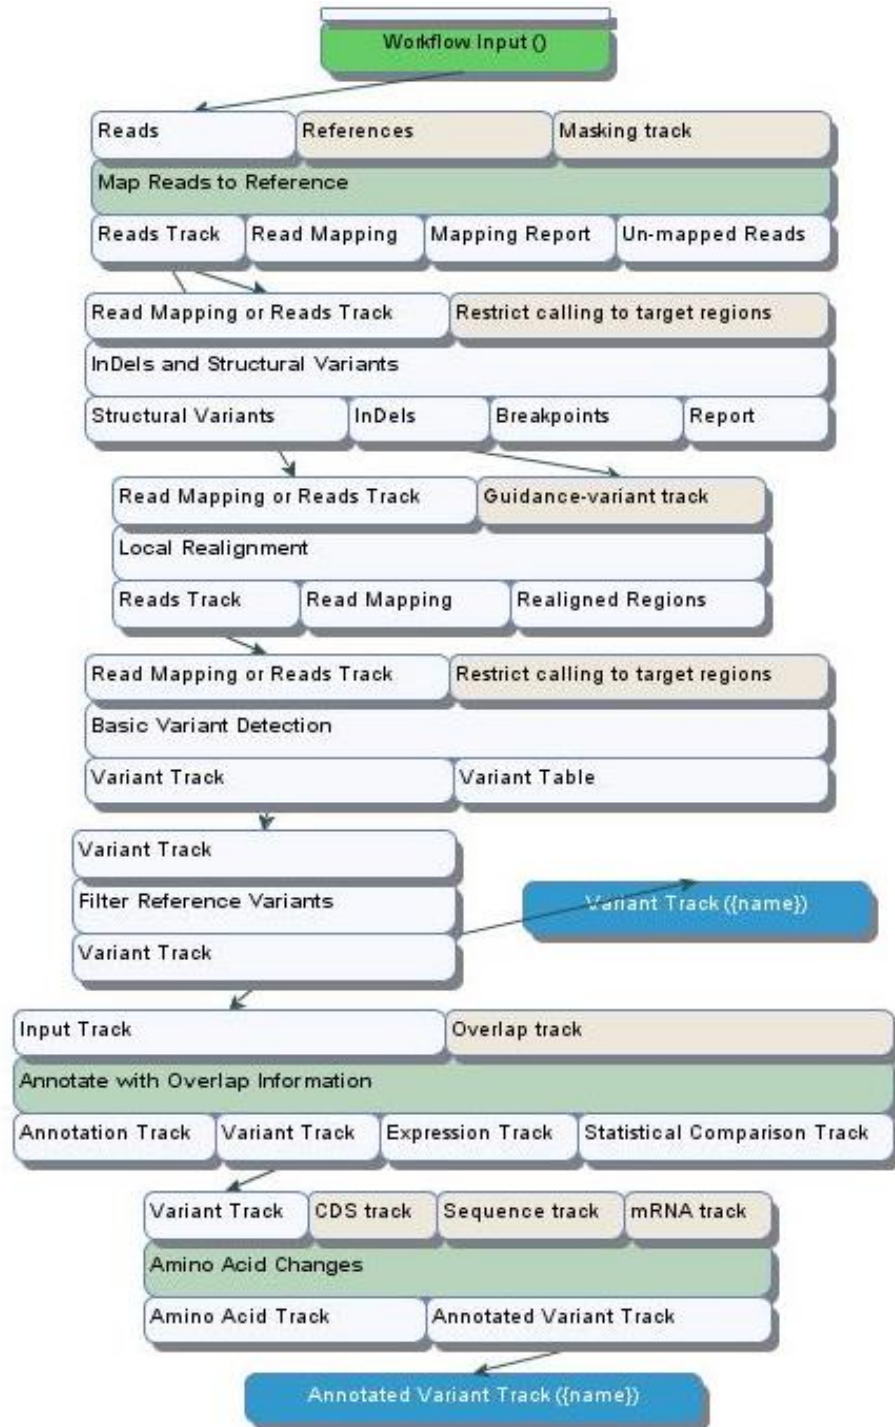 Workflow Input ()
Reads References Masking track
Map Reads to Reference
Reads Track Read Mapping Mapping Report Un-mapped Reads
Read Mapping or Reads Track Restrict calling to target regions
InDels and Structural Variants
Structural Variants InDels Breakpoints Report
Read Mapping or Reads Track Guidance-variant track
Local Realignment
Reads Track Read Mapping Realigned Regions
Read Mapping or Reads Track Restrict calling to target regions
Basic Variant Detection
Variant Track Variant Table
Variant Track
Filter Reference Variants
Variant Track ({name})
Variant Track
Input Track Overlap track
Annotate with Overlap Information
Annotation Track Variant Track Expression Track Statistical Comparison Track
Variant Track CDS track Sequence track mRNA track
Amino Acid Changes
Amino Acid Track Annotated Variant Track
Annotated Variant Track ({name})